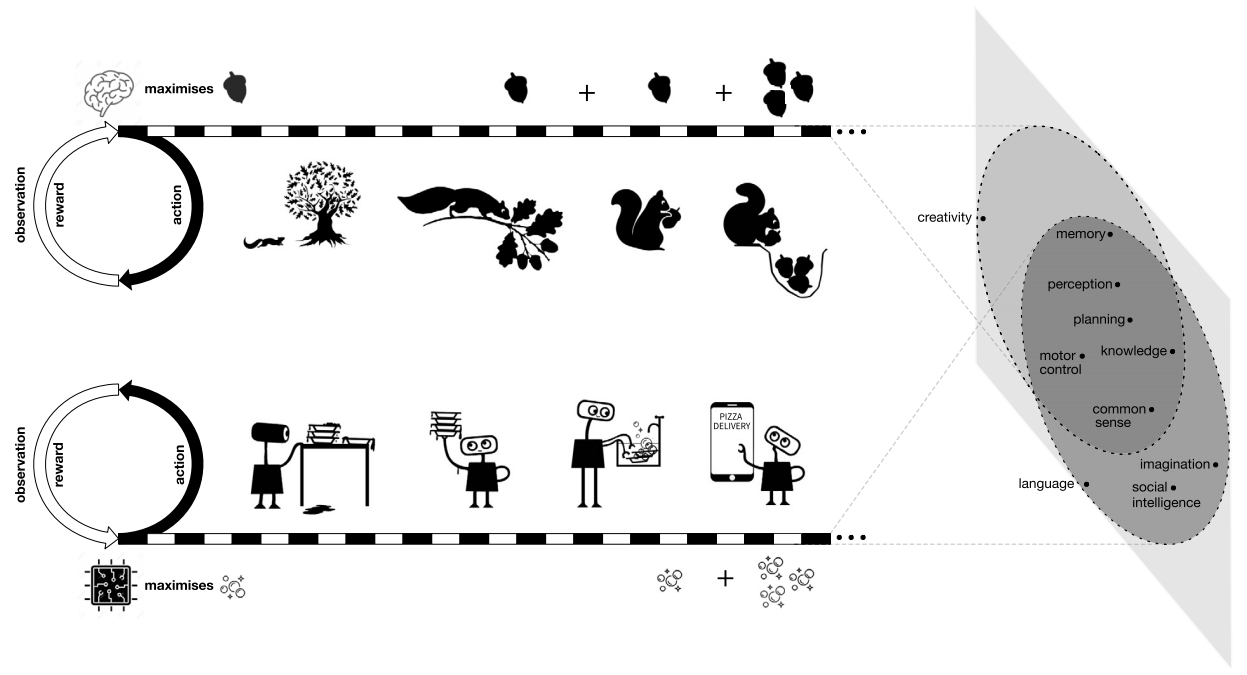 maximises
+
+
observation
reward
action
creativity
memory
perception
planning
knowledge
motor
control
common
sense
imagination
language
social
intelligence
observation
reward
action
PIZZA
DELIVERY
maximises
+